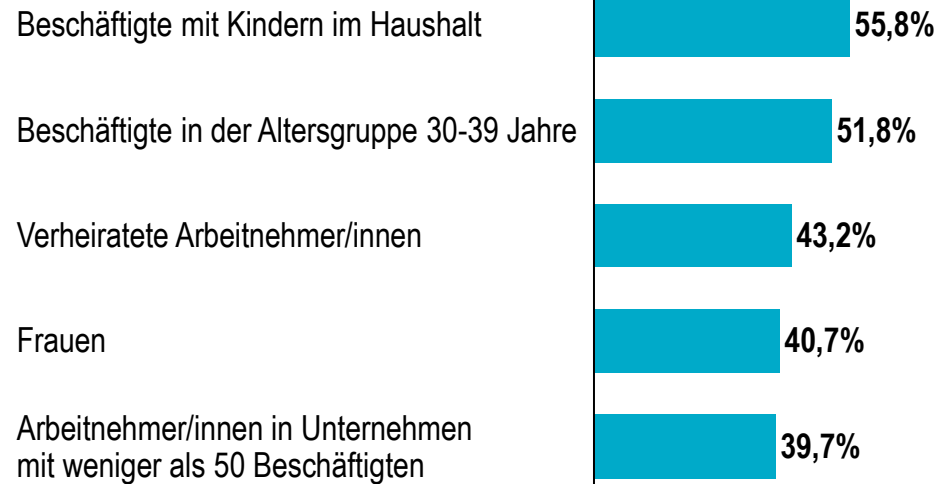 Beschäftigte mit Kindern im Haushalt 55,8%
Beschäftigte in der Altersgruppe 30-39 Jahre 51,8%
Verheiratete Arbeitnehmer/innen 43,2%
Frauen 40,7%
Arbeitnehmer/innen in Unternehmen
mit weniger als 50 Beschäftigten 39,7%